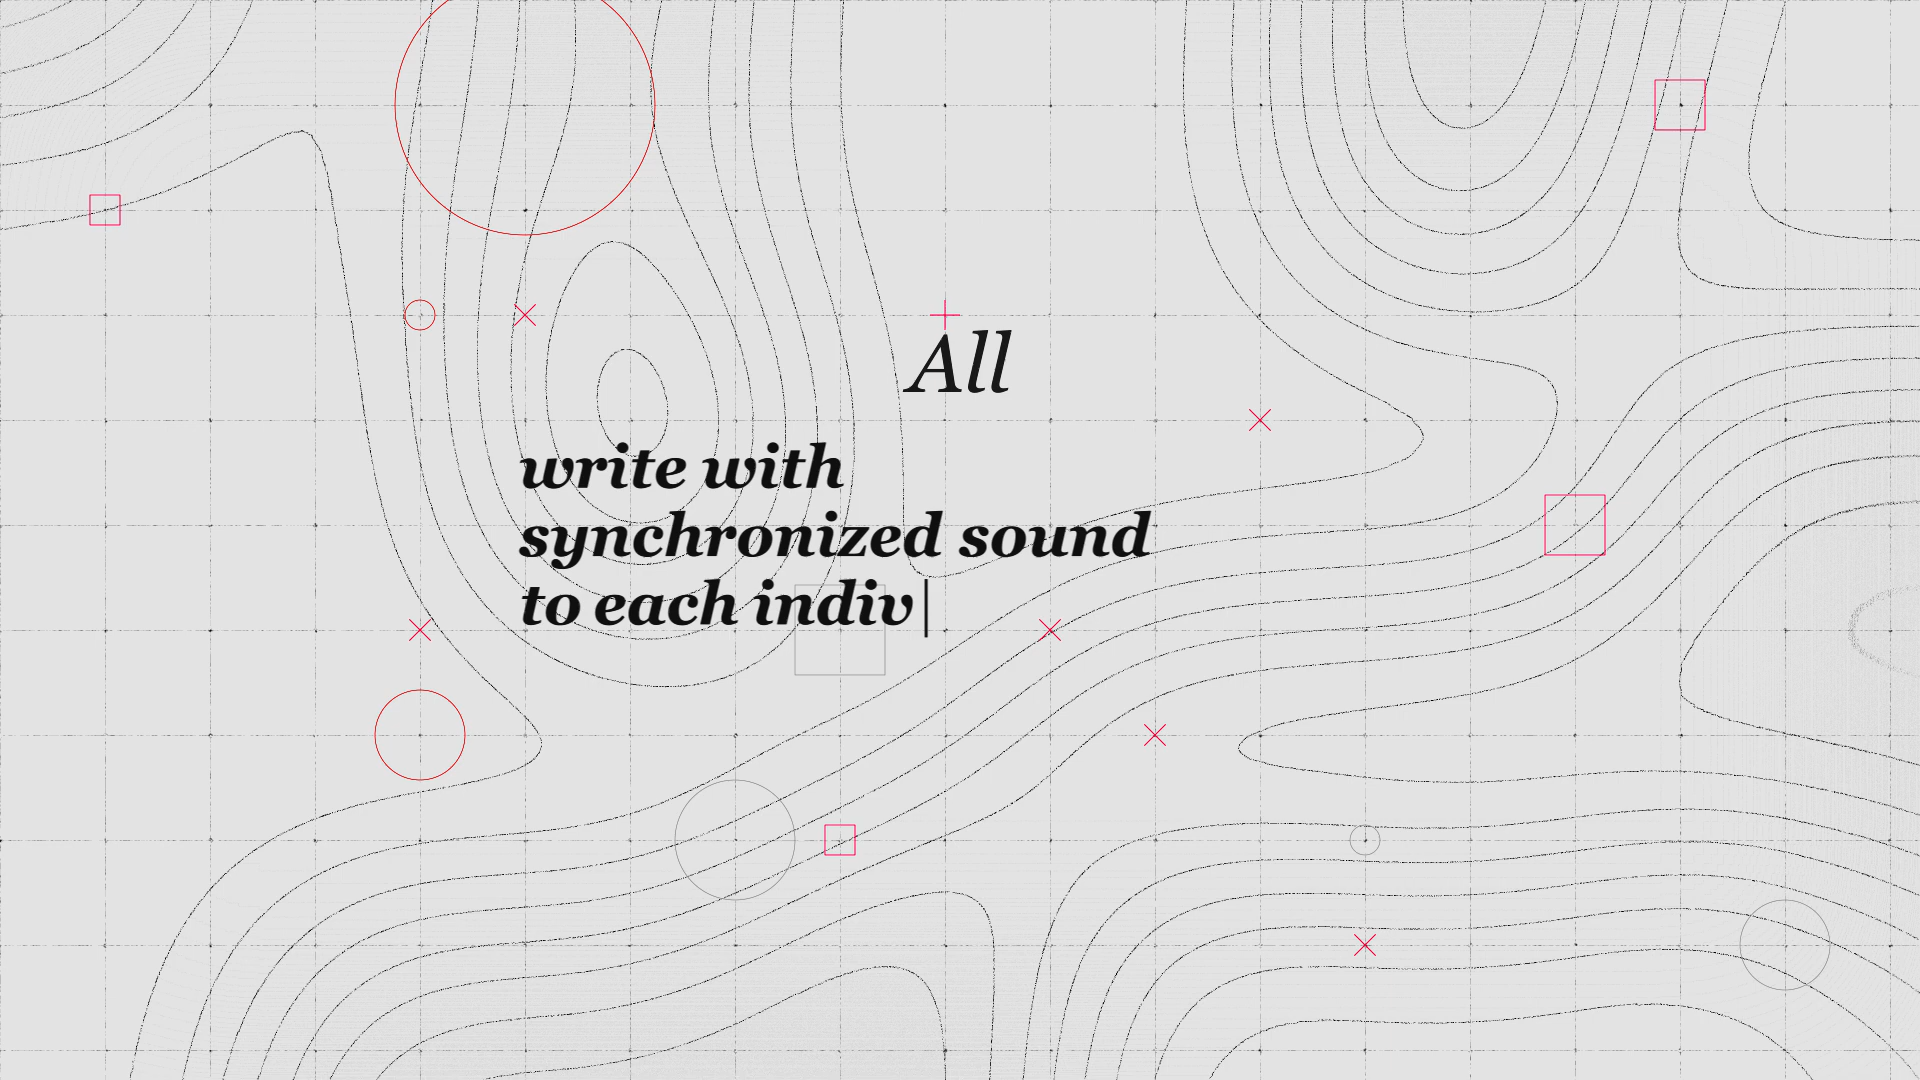 All
write with
synchronized sound
to each indiv